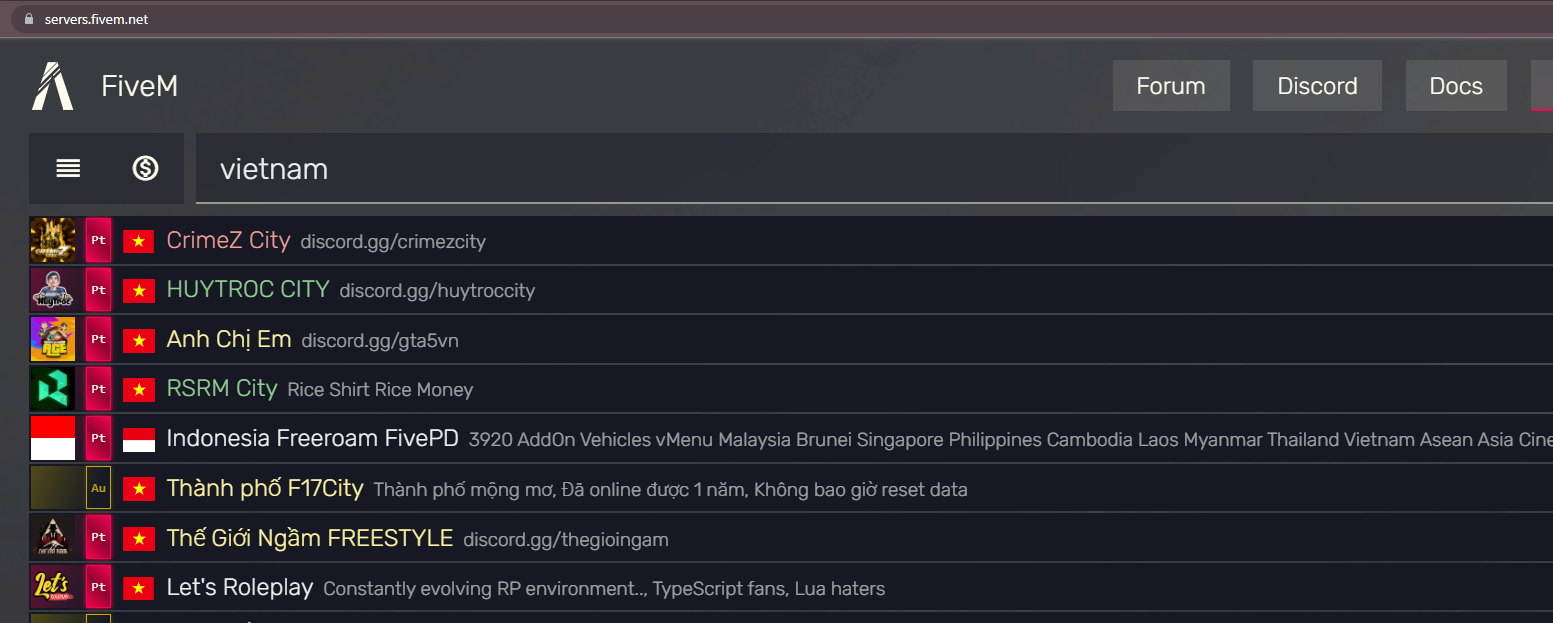 servers.fivem.net
FiveM
Forum
Discord
Docs
vietnam
Pt CrimeZ City discord.gg/crimezcity
Huytroc Pt HUYTROC CITY discord.gg/huytroccity
ACE Pt Anh Chị Em discord.gg/gta5vn
Pt RSRM City Rice Shirt Rice Money
Pt Indonesia Freeroam FivePD 3920 AddOn Vehicles vMenu Malaysia Brunei Singapore Philippines Cambodia Laos Myanmar Thailand Vietnam Asean Asia Cine
Au Thành phố F17City Thành phố mộng mơ, Đã online được 1 năm, Không bao giờ reset data
Pt Thế Giới Ngầm FREESTYLE discord.gg/thegioingam
Let's Pt Let's Roleplay Constantly evolving RP environment.., TypeScript fans, Lua haters